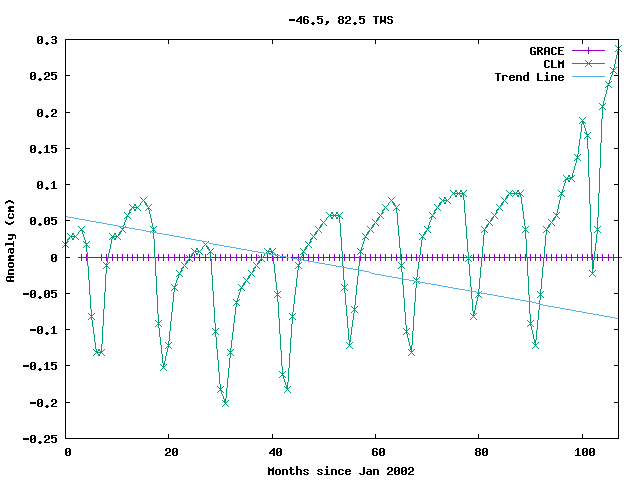 -46.5, 82.5 TWS
GRACE
CLM
Trend Line
0.3
0.25
0.2
0.15
0.1
0.05
0
-0.05
-0.1
-0.15
-0.2
-0.25
Anomaly (cm)
0 20 40 60 80 100
Months since Jan 2002